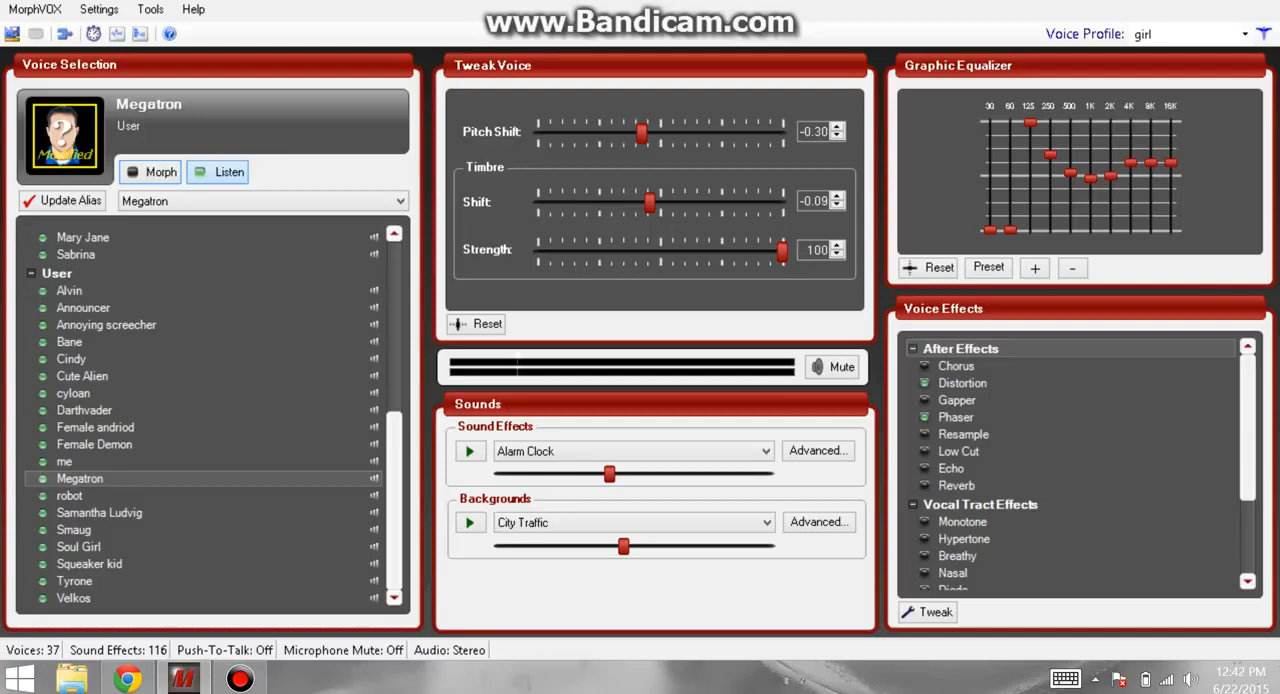 www.Bandicam.com
MorphVOX Settings Tools Help
Voice Profile: girl
Voice Selection
Megatron
User
Modified
Morph
Listen
Update Alias
Megatron
Mary Jane
Sabrina
User
Alvin
Announcer
Annoying screecher
Bane
Cindy
Cute Alien
cyloan
Darthvader
Female andriod
Female Demon
me
Megatron
robot
Samantha Ludvig
Smaug
Soul Girl
Squeaker kid
Tyrone
Velkos
Tweak Voice
Pitch Shift: -0.30
Timbre
Shift: -0.09
Strength: 100
Reset
Mute
Sounds
Sound Effects
Alarm Clock
Advanced...
Backgrounds
City Traffic
Advanced...
Graphic Equalizer
30 60 125 250 500 1K 2K 4K 8K 16K
Reset
Preset
+
-
Voice Effects
After Effects
Chorus
Distortion
Gapper
Phaser
Resample
Low Cut
Echo
Reverb
Vocal Tract Effects
Monotone
Hypertone
Breathy
Nasal
Tweak
Voices: 37 Sound Effects: 116 Push-To-Talk: Off Microphone Mute: Off Audio: Stereo
12:42 PM
6/22/2015